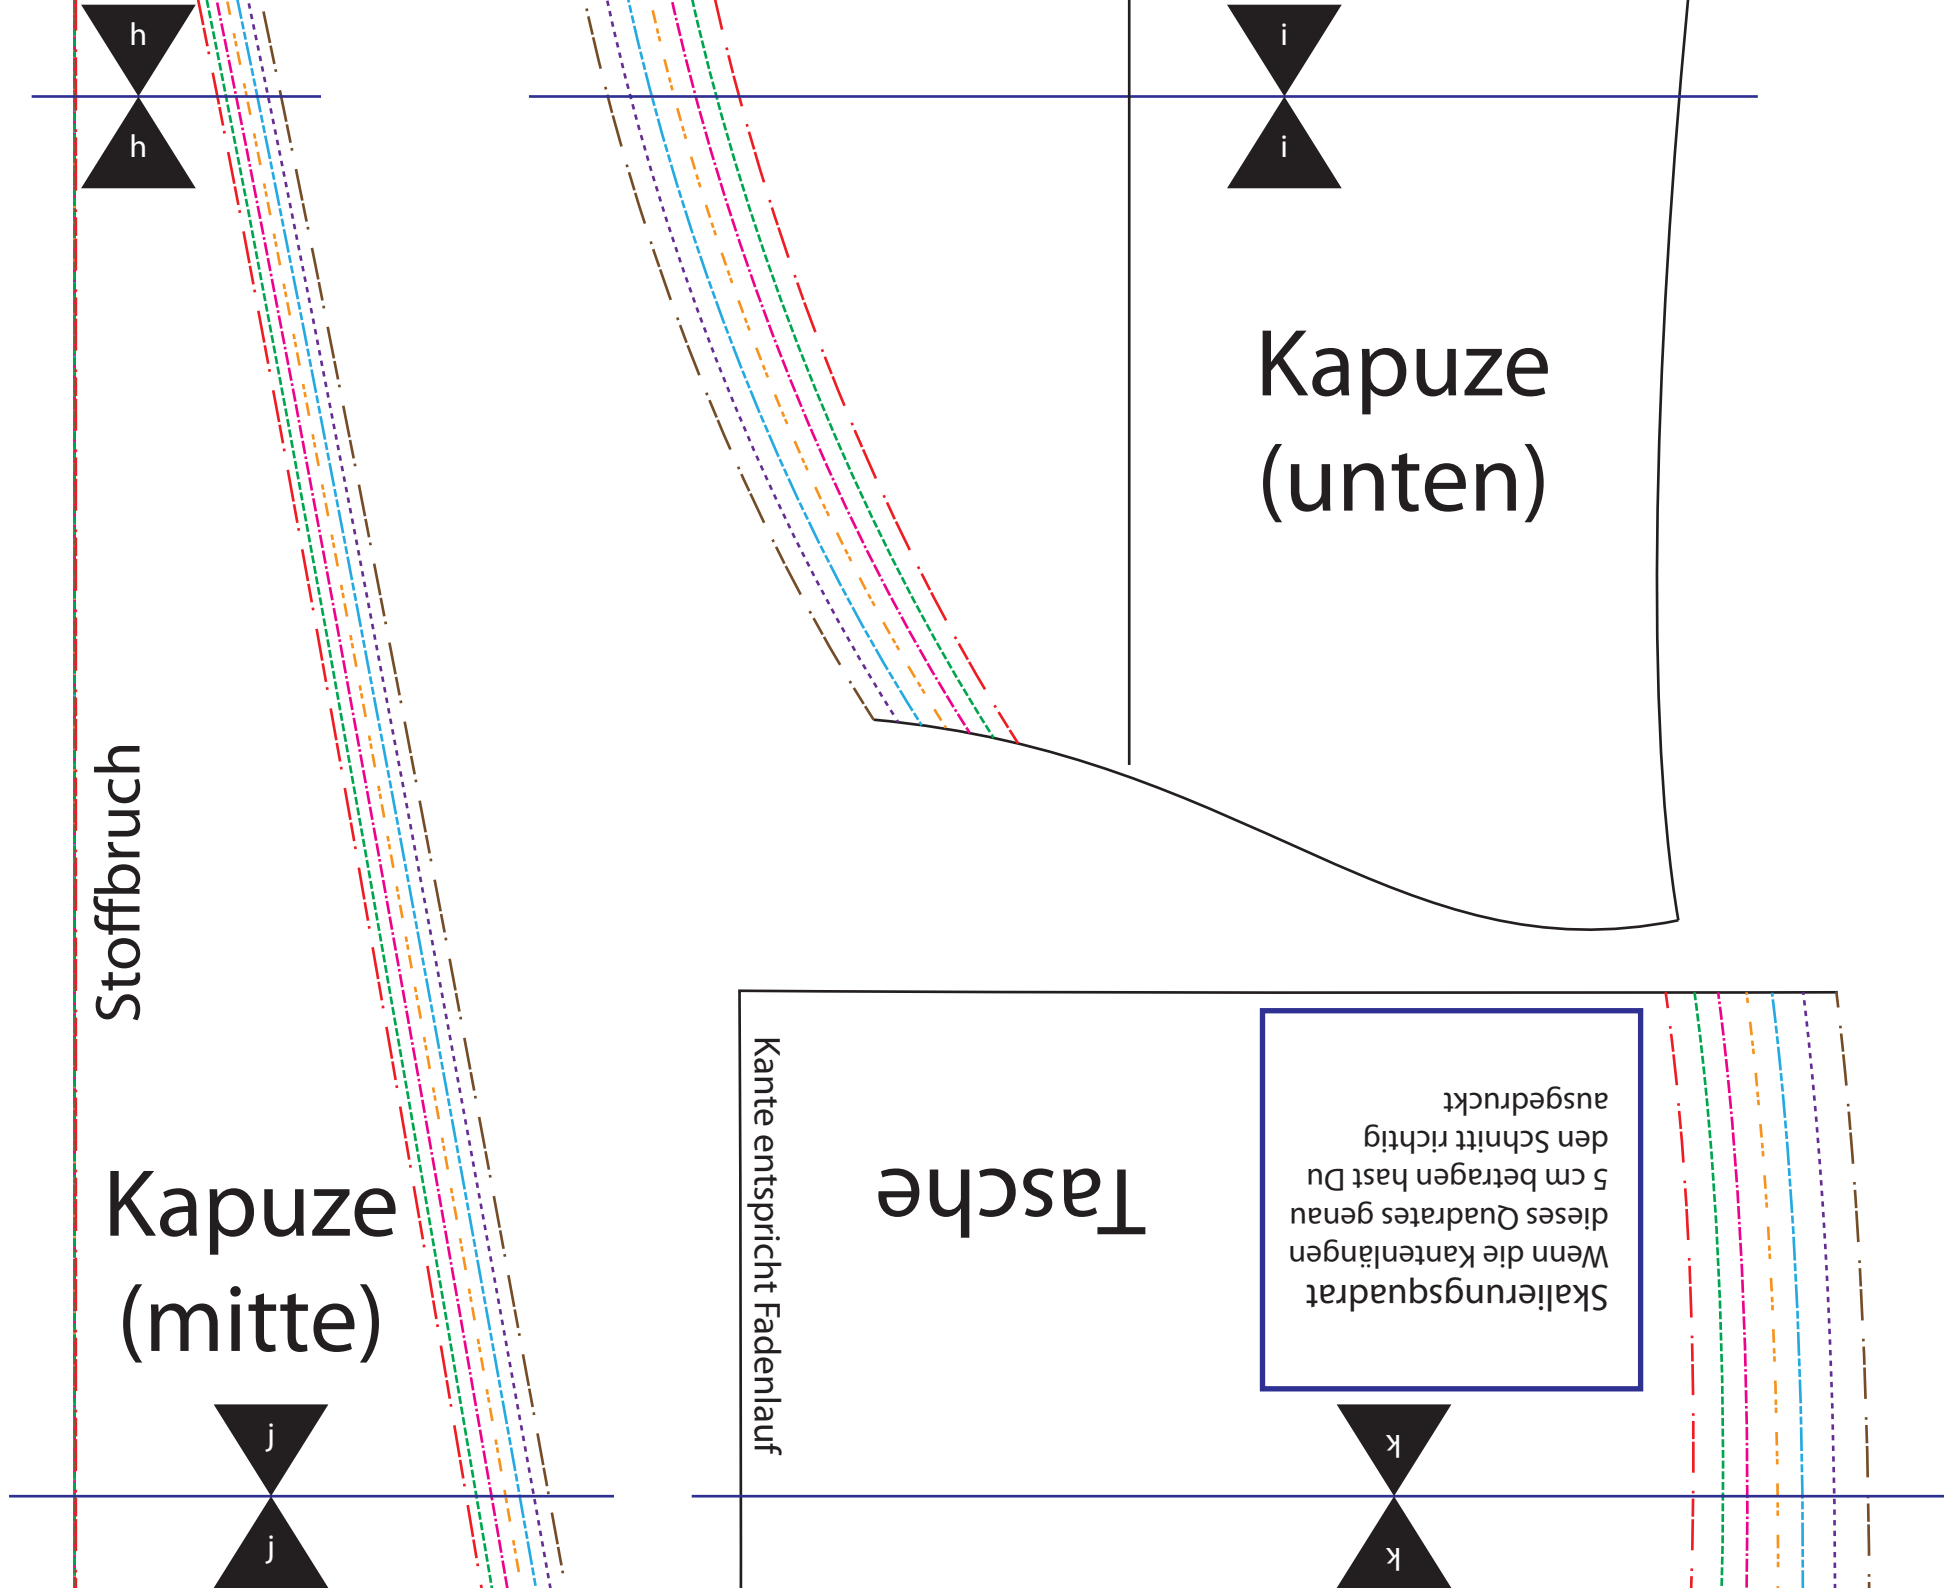 h
h
i
i
Kapuze
(unten)
Stoffbruch
Kapuze
(mitte)
j
j
Kante entspricht Fadenlauf
Tasche
Skalierungsquadrat
Wenn die Kantenlängen
dieses Quadrates genau
5 cm betragen hast Du
den Schnitt richtig
ausgedruckt
k
k